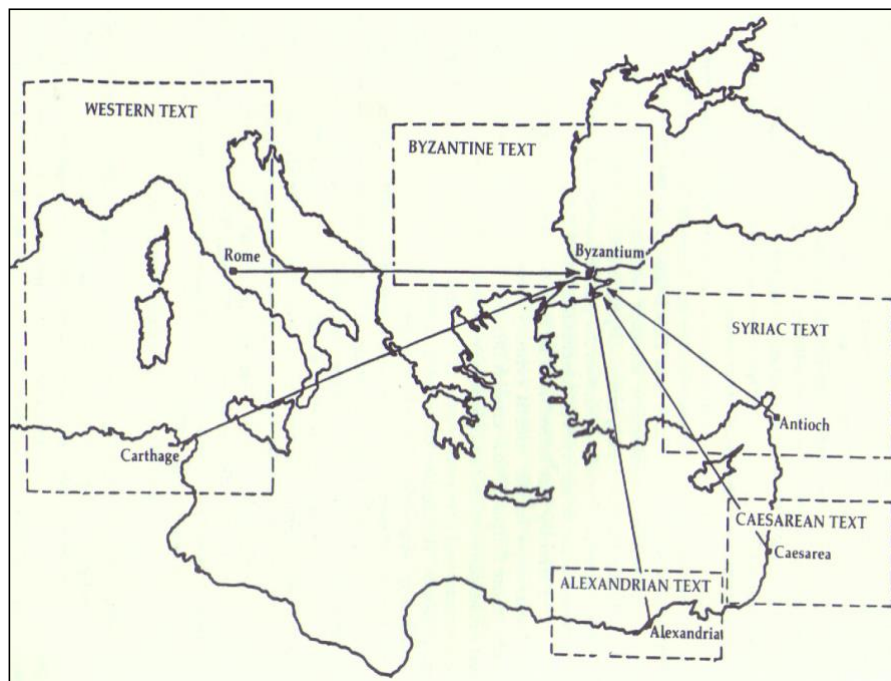 WESTERN TEXT
BYZANTINE TEXT
Rome
Byzantium
SYRIAC TEXT
Antioch
Carthage
CAESAREAN TEXT
Caesarea
ALEXANDRIAN TEXT
Alexandria